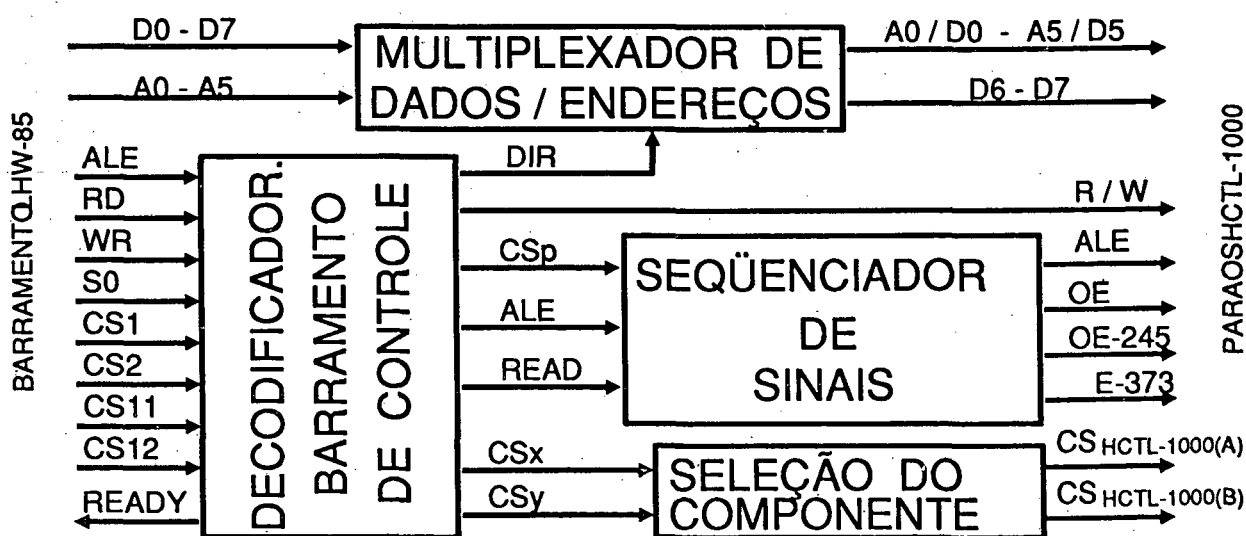 D0 - D7
A0 - A5
MULTIPLEXADOR DE
DADOS / ENDEREÇOS
A0 / D0 - A5 / D5
D6 - D7
BARRAMENTO LHW-85
ALE
RD
WR
S0
CS1
CS2
CS11
CS12
READY
DECODIFICADOR.
BARRAMENTO
DE CONTROLE
DIR
R / W
CSp
ALE
READ
SEQÜENCIADOR
DE
SINAIS
ALE
OE
OE-245
E-373
CSx
CSy
SELEÇÃO DO
COMPONENTE
CS HCTL-1000(A)
CS HCTL-1000(B)
PARAOSHCTL-1000